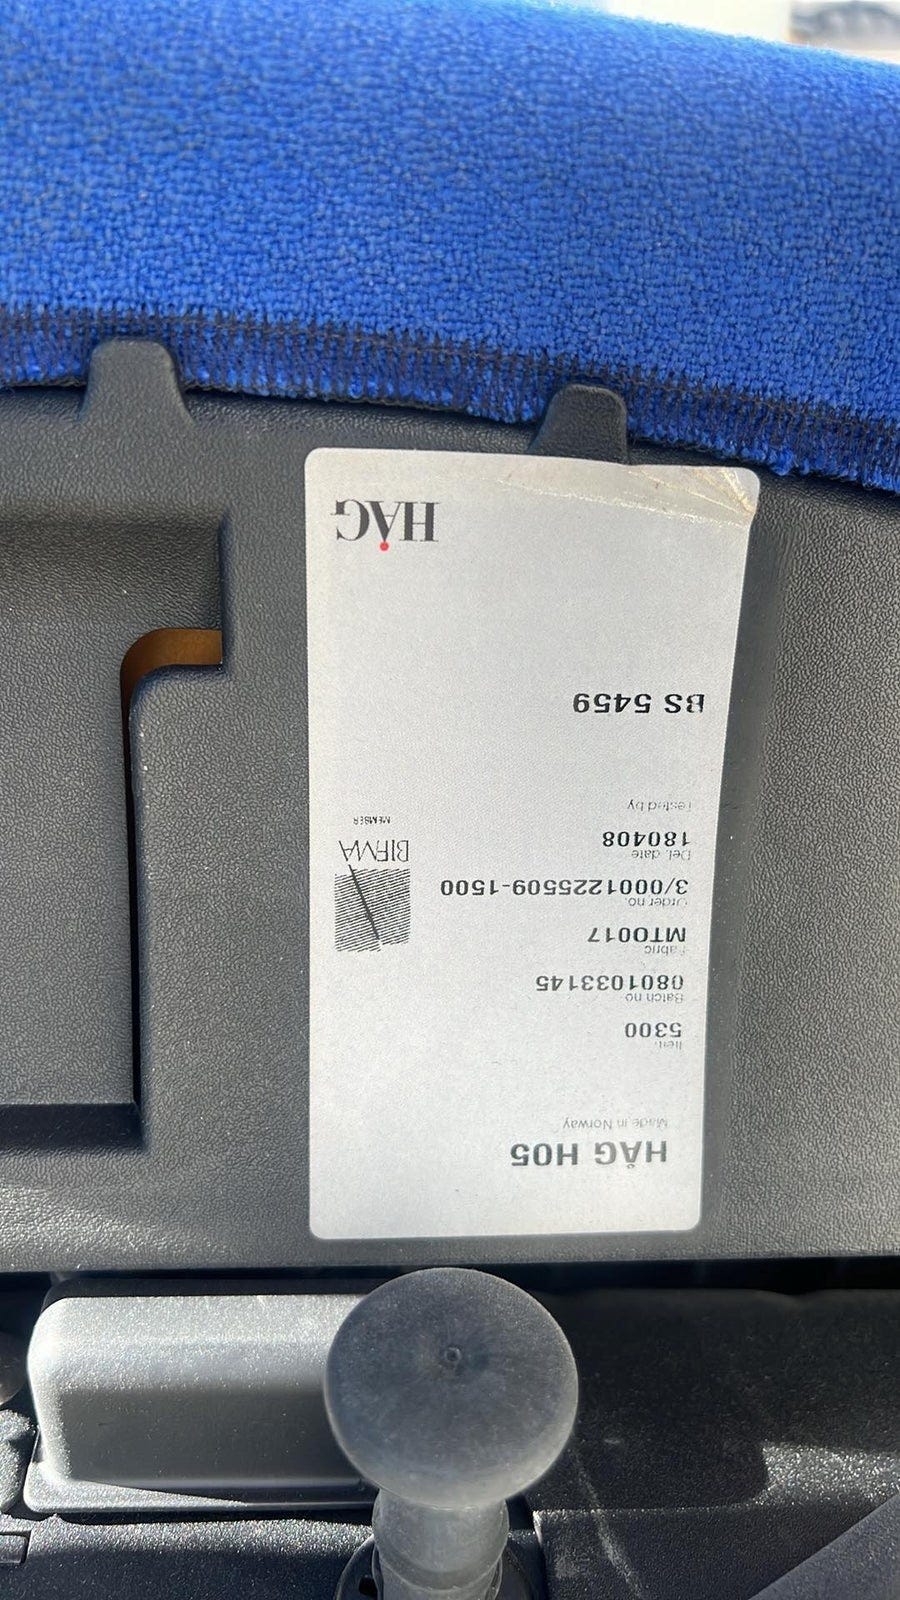 HÅG H05
Made in Norway
Item.
5300
Batch no
0801033145
Fabric
MT0017
Order no.
3/0001225509-1500
Del. date
180408
Tested by
BS 5459
BIFMA
MEMBER
HÅG